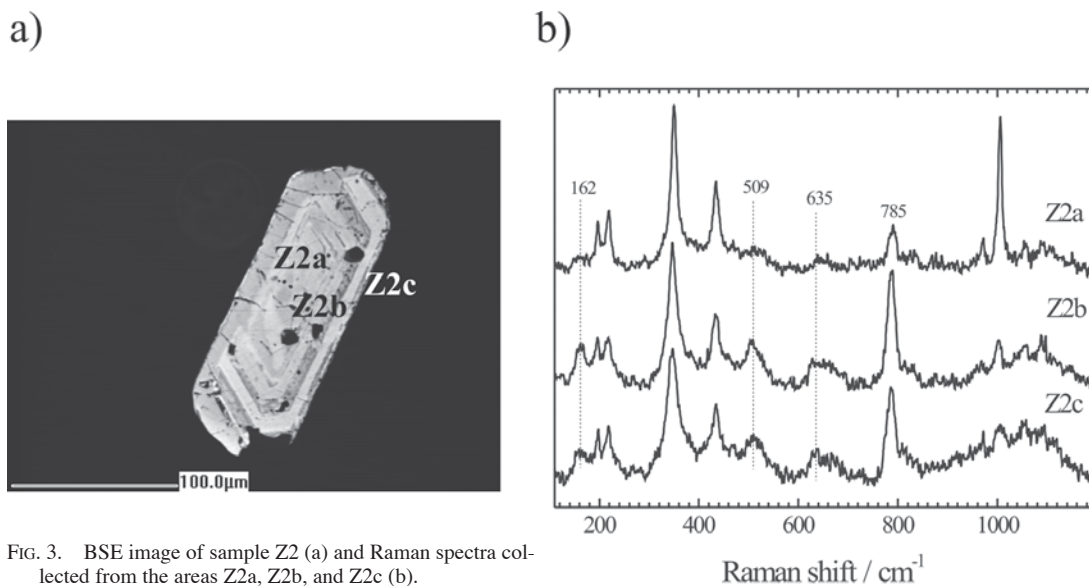 a)
b)
Z2a
Z2b
Z2c
100.0μm
162
509
635
785
Z2a
Z2b
Z2c
200 400 600 800 1000
Raman shift / cm-1
FIG. 3. BSE image of sample Z2 (a) and Raman spectra col-
lected from the areas Z2a, Z2b, and Z2c (b).